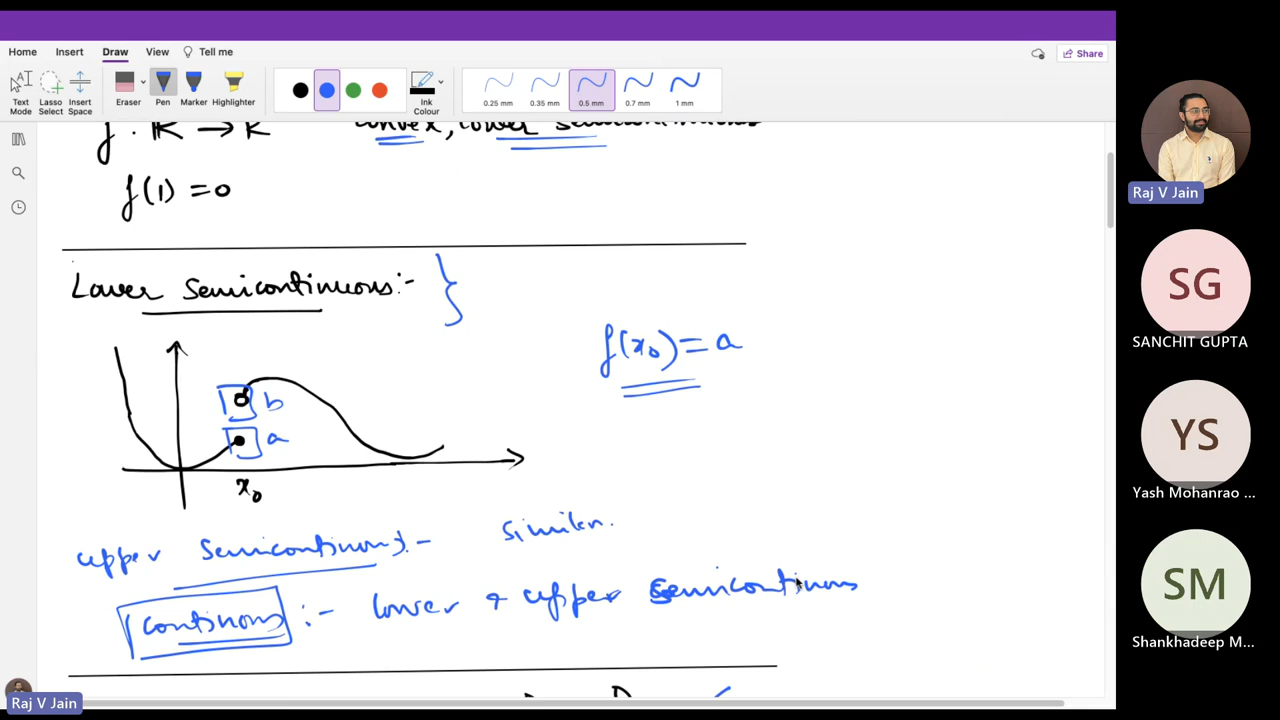 Home Insert Draw View Tell me
Share
Text Mode
Lasso Select
Insert Space
Eraser
Pen
Marker
Highlighter
Ink Colour
0.25 mm
0.35 mm
0.5 mm
0.7 mm
1 mm
f : R → R convex, lower semicontinuous
f(1) = 0
Lower Semicontinuous :-
f(x₀) = a
b
a
x₀
upper semicontinuous :- similar.
continous :- lower & upper semicontinous
D
Raj V Jain
Raj V Jain
SG
SANCHIT GUPTA
YS
Yash Mohanrao ...
SM
Shankhadeep M...